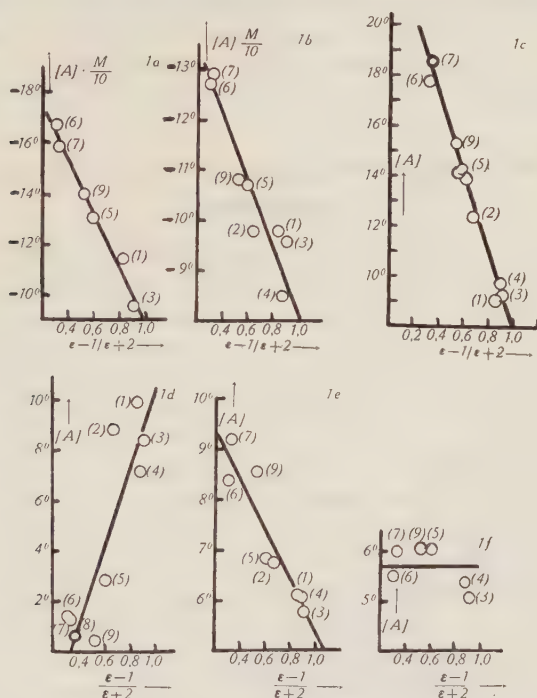 [A] · M/10 1a
−16°
−14°
−12°
−10°
(6)
(7)
(9)
(5)
(1)
(3)
0,4 0,6 0,8 1,0
ε−1/ε+2 →
[A] M/10 1b
−13°
−12°
−11°
−10°
−9°
(7)
(6)
(9) (5)
(2) (1)
(3)
(4)
0,4 0,6 0,8 1,0
ε−1/ε+2 →
1c
20°
18°
16°
14°
12°
10°
[A]
(7)
(6)
(9)
(5)
(2)
(4)
(1) (3)
0,2 0,4 0,6 0,8 1,0
ε−1/ε+2 →
1d
10°
8°
6°
4°
2°
[A]
(1)
(2)
(3)
(4)
(5)
(6)
(7) (8) (9)
0,4 0,6 0,8 1,0
ε−1
ε+2 →
[A] 1e
9°
8°
7°
6°
(7)
(9)
(6)
(5)
(2)
(1)
(4)
(3)
0,4 0,6 0,8 1,0
ε−1
ε+2 →
1f
6°
5°
[A]
(7) (9) (5)
(6) (4)
(3)
0,4 0,6 0,8 1,0
ε−1
ε+2 →